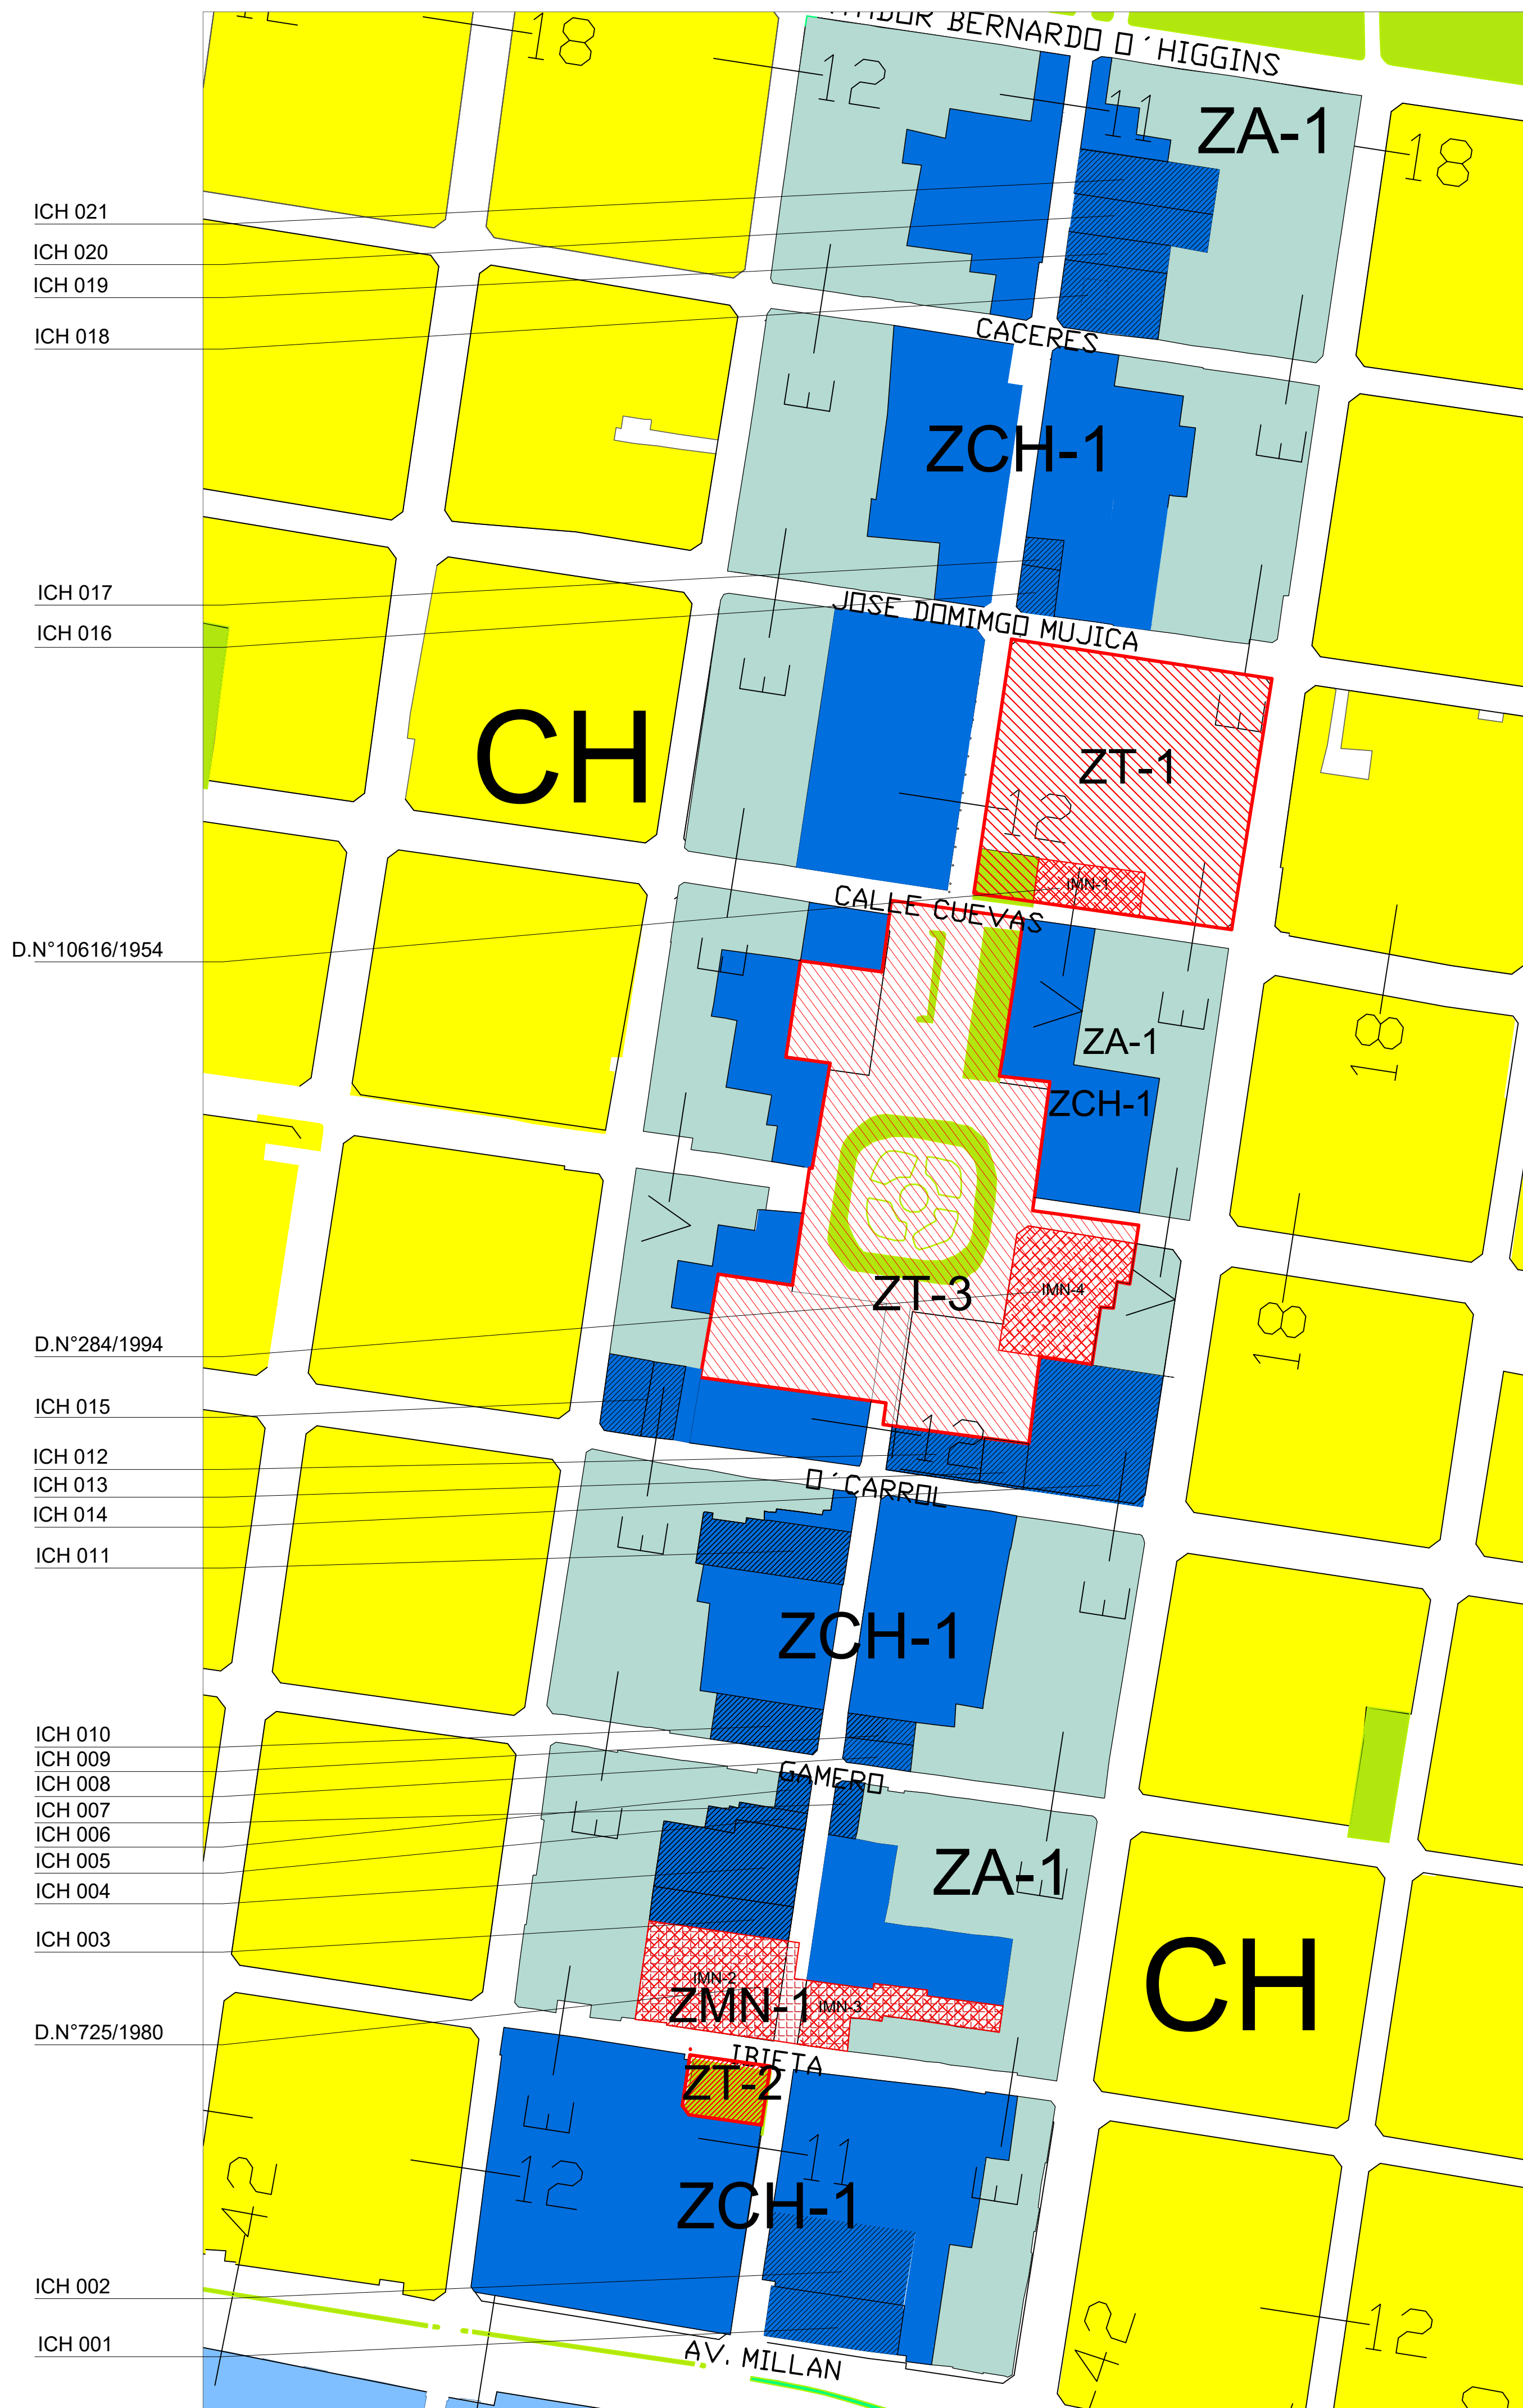 BERNARDO O´HIGGINS
18
12
11
ZA-1
18
ICH 021
ICH 020
ICH 019
ICH 018
CACERES
E
E
ZCH-1
ICH 017
ICH 016
JOSE DOMIMGO MUJICA
E
E
CH
ZT-1
12
IMN-1
D.N°10616/1954
CALLE CUEVAS
E
V
E
ZA-1
18
ZCH-1
V
IMN-4
V
ZT-3
18
D.N°284/1994
ICH 015
12
ICH 012
ICH 013
ICH 014
O´CARROL
ICH 011
E
E
ZCH-1
ICH 010
ICH 009
ICH 008
ICH 007
ICH 006
ICH 005
ICH 004
ICH 003
GAMERO
E
ZA-1
E
CH
IMN-2
ZMN-1
IMN-3
D.N°725/1980
IBIETA
ZT-2
E
11
12
E
42
ZCH-1
ICH 002
ICH 001
42
12
AV. MILLAN